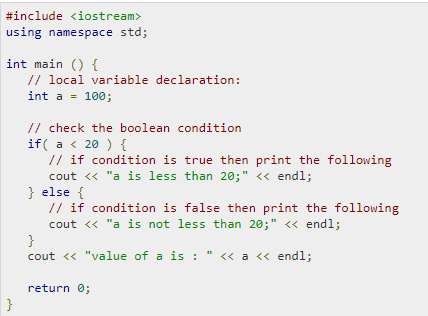 #include <iostream>
using namespace std;

int main () {
   // local variable declaration:
   int a = 100;

   // check the boolean condition
   if( a < 20 ) {
      // if condition is true then print the following
      cout << "a is less than 20;" << endl;
   } else {
      // if condition is false then print the following
      cout << "a is not less than 20;" << endl;
   }
   cout << "value of a is : " << a << endl;

   return 0;
}